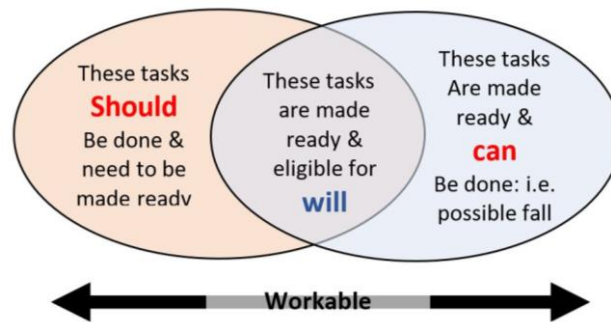 These tasks
Should
Be done &
need to be
made ready
These tasks
are made
ready &
eligible for
will
These tasks
Are made
ready &
can
Be done: i.e.
possible fall
Workable